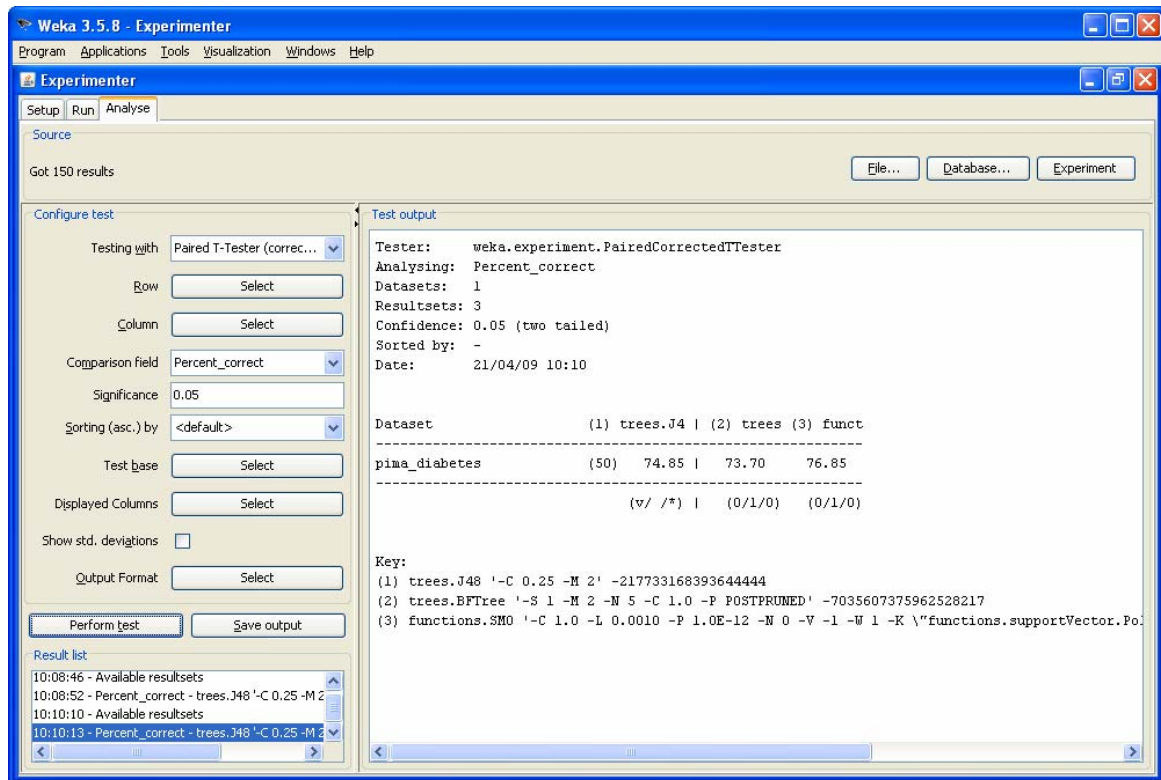 Weka 3.5.8 - Experimenter
Program Applications Tools Visualization Windows Help
Experimenter
Setup Run Analyse
Source
Got 150 results
File... Database... Experiment
Configure test
Testing with Paired T-Tester (correc...
Row Select
Column Select
Comparison field Percent_correct
Significance 0.05
Sorting (asc.) by <default>
Test base Select
Displayed Columns Select
Show std. deviations
Output Format Select
Perform test Save output
Result list
10:08:46 - Available resultsets
10:08:52 - Percent_correct - trees.J48 '-C 0.25 -M 2
10:10:10 - Available resultsets
10:10:13 - Percent_correct - trees.J48 '-C 0.25 -M 2
Test output
Tester: weka.experiment.PairedCorrectedTTester
Analysing: Percent_correct
Datasets: 1
Resultsets: 3
Confidence: 0.05 (two tailed)
Sorted by: -
Date: 21/04/09 10:10
Dataset (1) trees.J4 | (2) trees (3) funct
--------------------------------------------------------------
pima_diabetes (50) 74.85 | 73.70 76.85
--------------------------------------------------------------
(v/ /*) | (0/1/0) (0/1/0)
Key:
(1) trees.J48 '-C 0.25 -M 2' -217733168393644444
(2) trees.BFTree '-S 1 -M 2 -N 5 -C 1.0 -P POSTPRUNED' -7035607375962528217
(3) functions.SMO '-C 1.0 -L 0.0010 -P 1.0E-12 -N 0 -V -1 -W 1 -K \"functions.supportVector.Pol